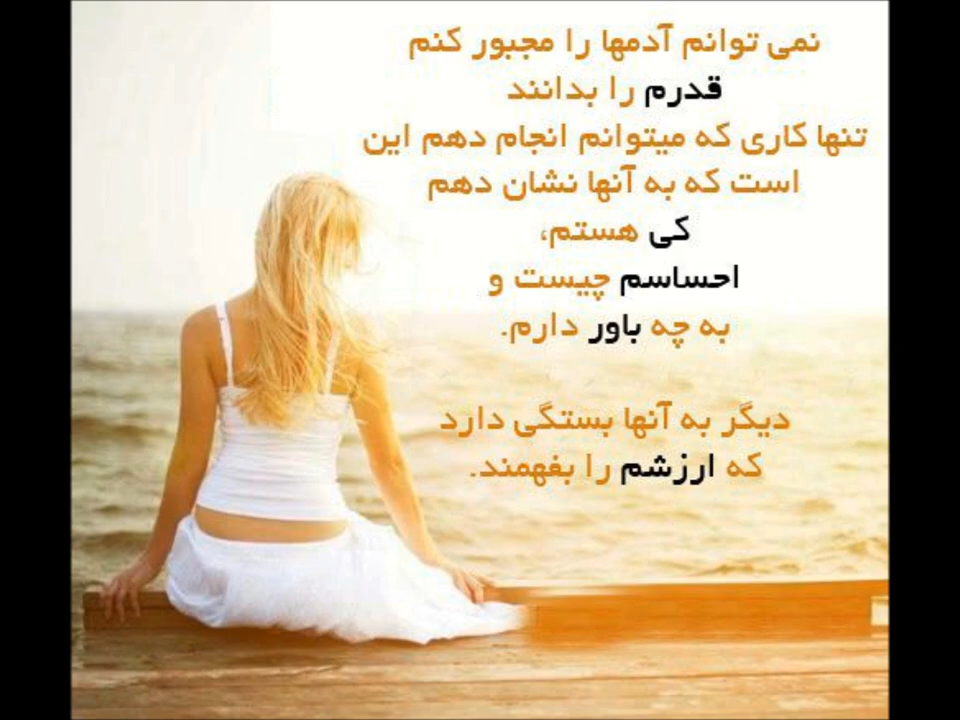 نمی توانم آدمها را مجبور کنم
قدرم را بدانند
تنها کاری که میتوانم انجام دهم این
است که به آنها نشان دهم
کی هستم،
احساسم چیست و
به چه باور دارم.
دیگر به آنها بستگی دارد
که ارزشم را بفهمند.